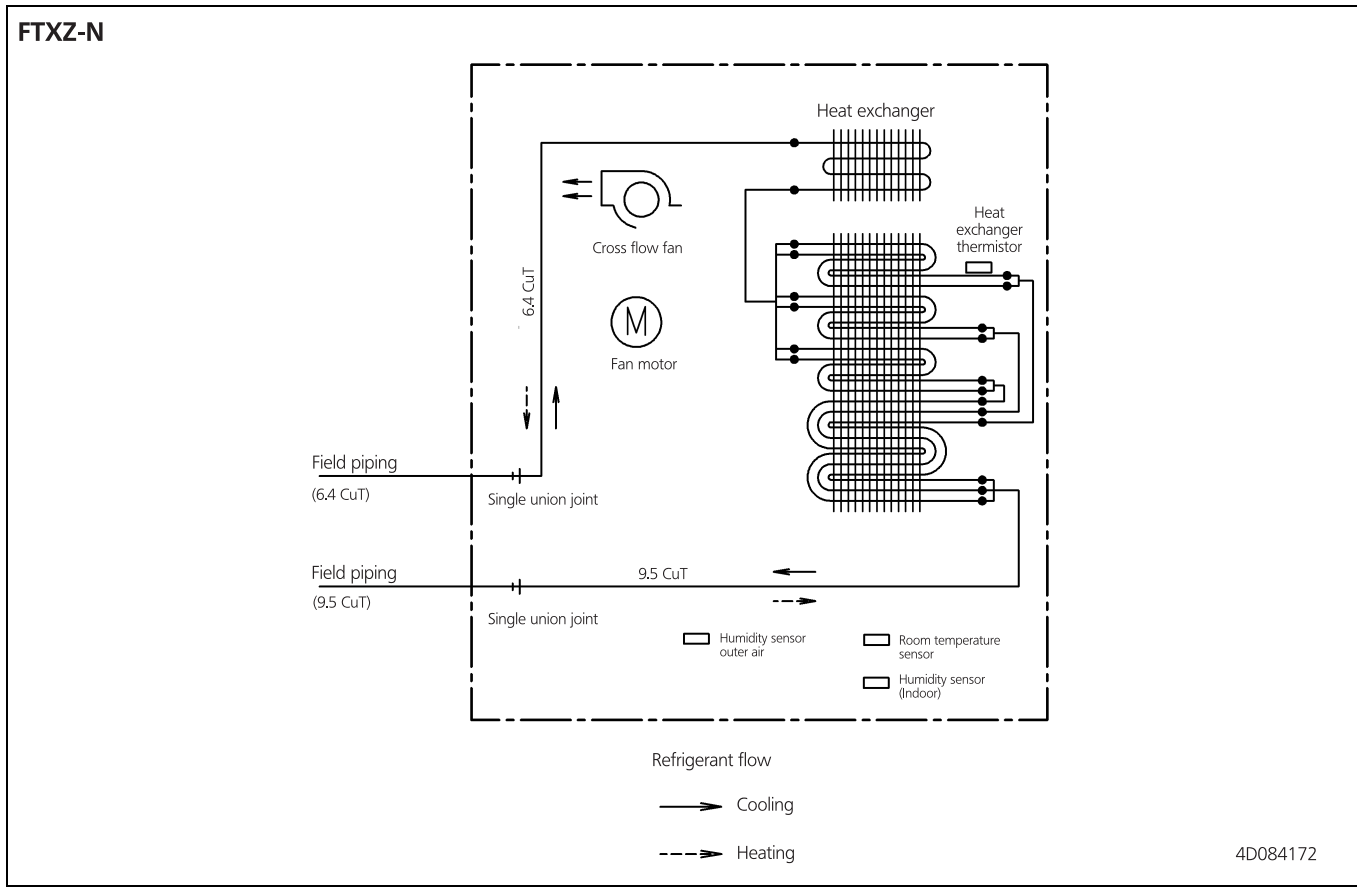 FTXZ-N
Heat exchanger
Heat
exchanger
thermistor
Cross flow fan
6.4 CuT
M
Fan motor
Field piping
(6.4 CuT)
Single union joint
Field piping
(9.5 CuT)
9.5 CuT
Single union joint
Humidity sensor
outer air
Room temperature
sensor
Humidity sensor
(Indoor)
Refrigerant flow
Cooling
Heating
4D084172